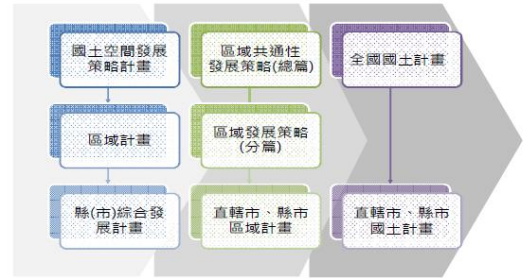 國土空間發展
策略計畫
區域計畫
縣(市)綜合發
展計畫
區域共通性
發展策略(總篇)
區域發展策略
(分篇)
直轄市、縣市
區域計畫
全國國土計畫
直轄市、縣市
國土計畫